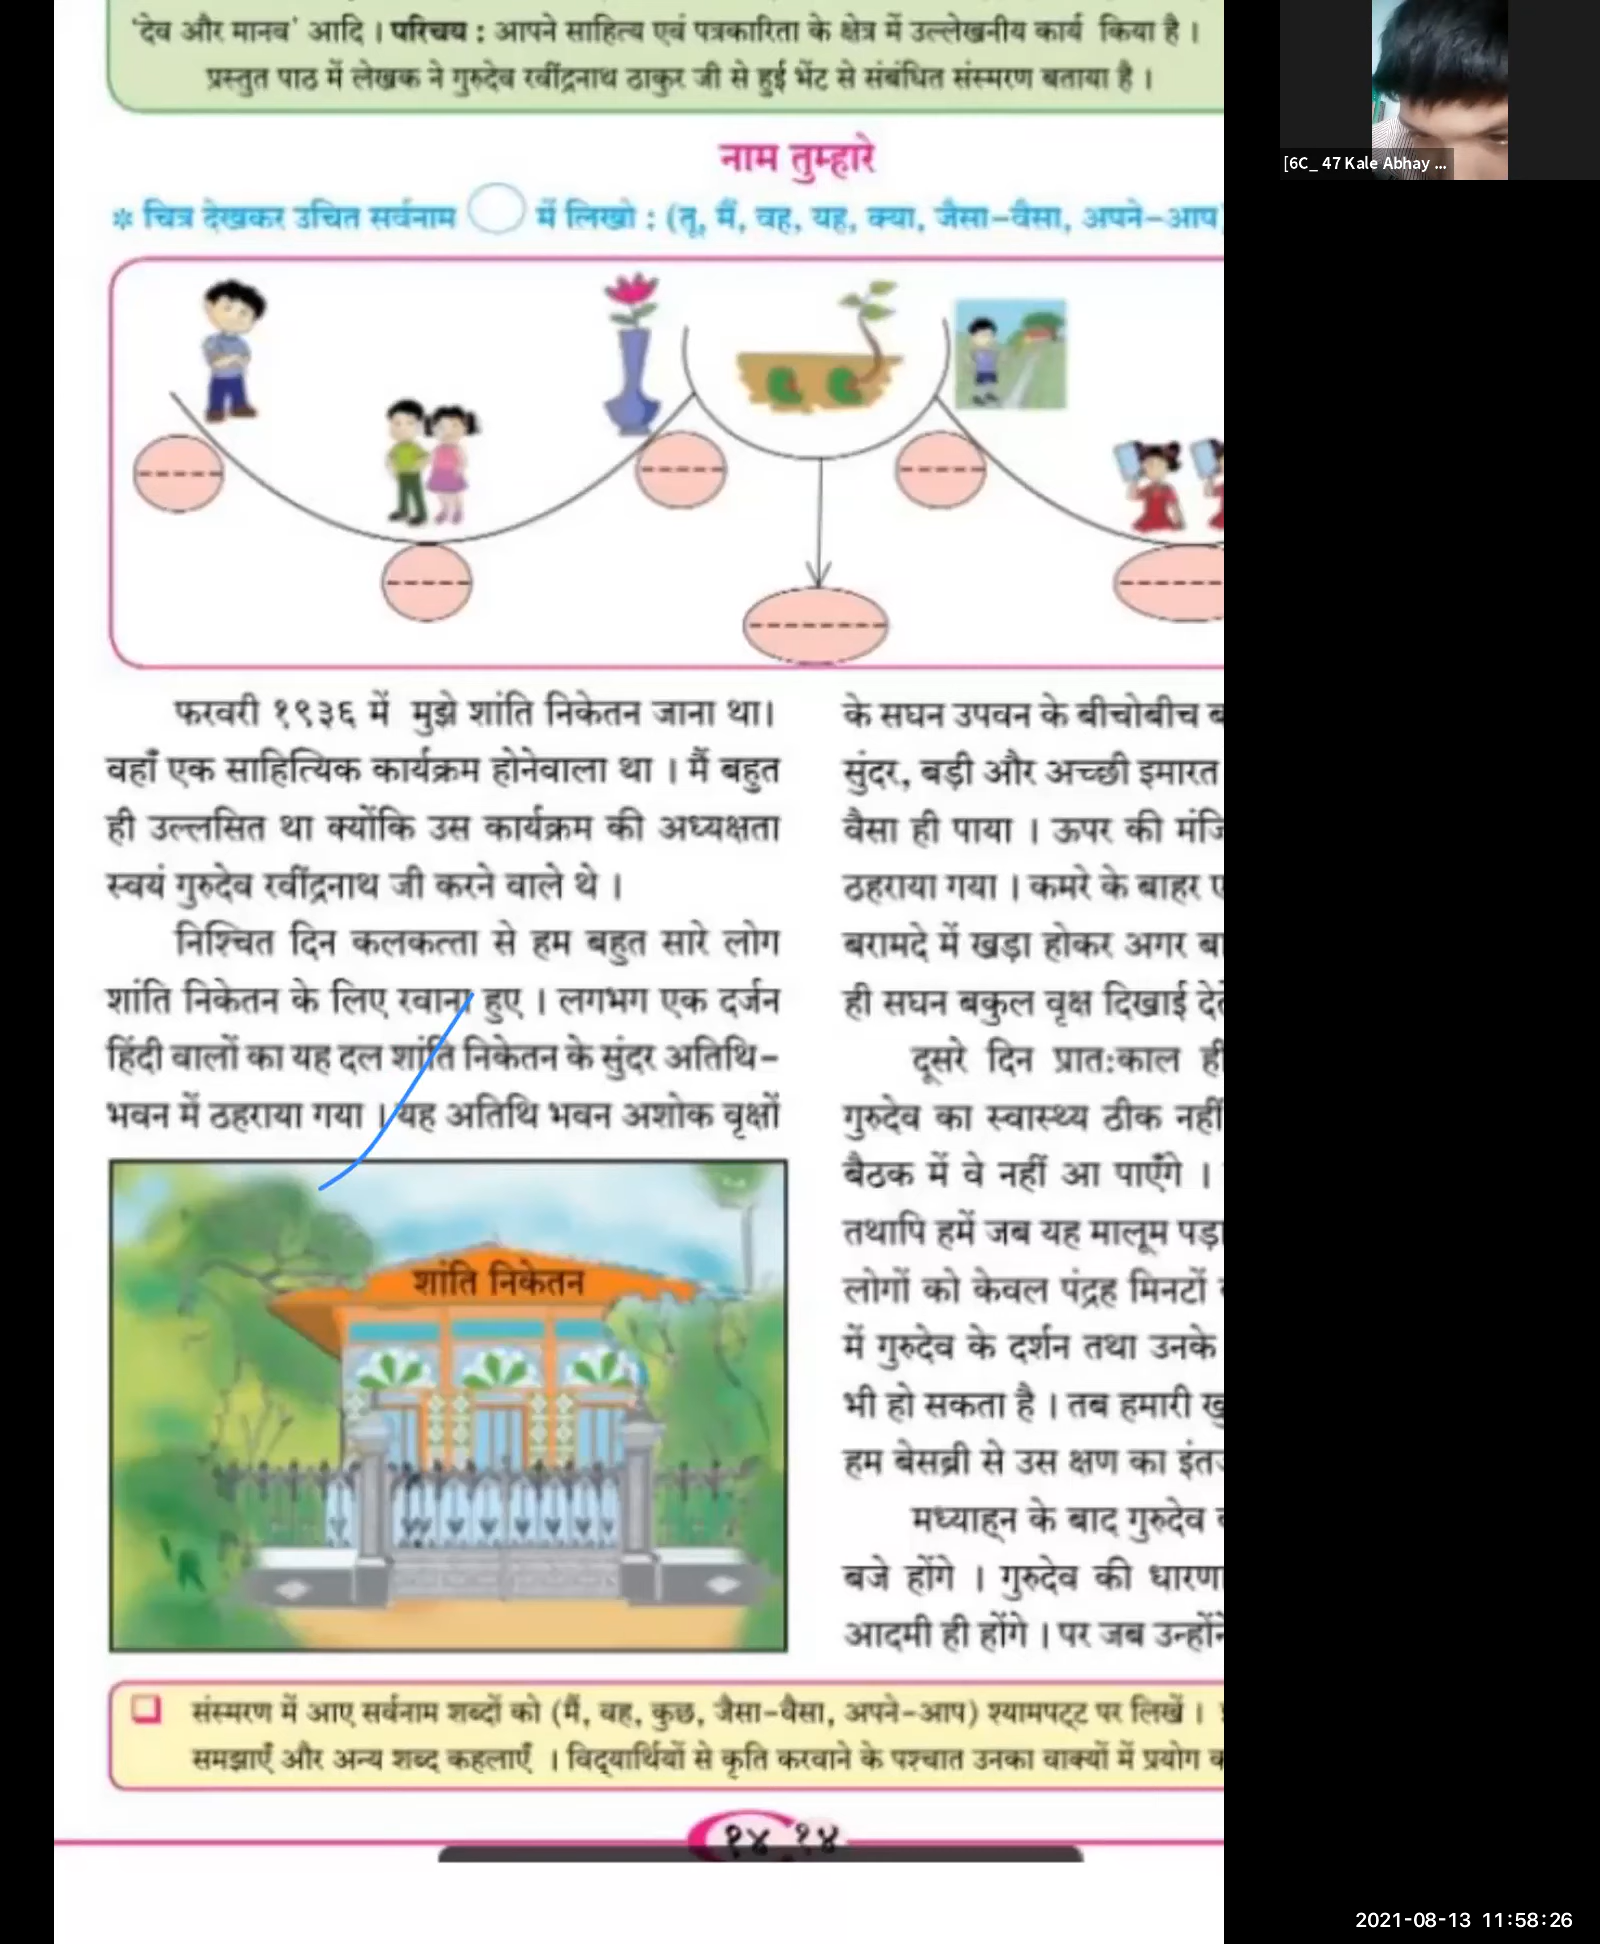 'देव और मानव' आदि । परिचय : आपने साहित्य एवं पत्रकारिता के क्षेत्र में उल्लेखनीय कार्य किया है ।
प्रस्तुत पाठ में लेखक ने गुरुदेव रवींद्रनाथ ठाकुर जी से हुई भेंट से संबंधित संस्मरण बताया है ।
[6C_ 47 Kale Abhay ...
नाम तुम्हारे
* चित्र देखकर उचित सर्वनाम में लिखो : (तू, मैं, वह, यह, क्या, जैसा-वैसा, अपने-आप)
फरवरी १९३६ में मुझे शांति निकेतन जाना था।
वहाँ एक साहित्यिक कार्यक्रम होनेवाला था । मैं बहुत
ही उल्लसित था क्योंकि उस कार्यक्रम की अध्यक्षता
स्वयं गुरुदेव रवींद्रनाथ जी करने वाले थे ।
निश्चित दिन कलकत्ता से हम बहुत सारे लोग
शांति निकेतन के लिए रवाना हुए । लगभग एक दर्जन
हिंदी वालों का यह दल शांति निकेतन के सुंदर अतिथि-
भवन में ठहराया गया । यह अतिथि भवन अशोक वृक्षों
शांति निकेतन
के सघन उपवन के बीचोबीच
सुंदर, बड़ी और अच्छी इमारत
वैसा ही पाया । ऊपर की
ठहराया गया । कमरे के बाहर
बरामदे में खड़ा होकर अगर
ही सघन बकुल वृक्ष दिखाई
दूसरे दिन प्रात:काल ही
गुरुदेव का स्वास्थ्य ठीक नहीं
बैठक में वे नहीं आ पाएँगे ।
तथापि हमें जब यह मालूम पड़ा
लोगों को केवल पंद्रह मिनटों
में गुरुदेव के दर्शन तथा उनके
भी हो सकता है । तब हमारी
हम बेसब्री से उस क्षण का
मध्याह्न के बाद गुरुदेव
बजे होंगे । गुरुदेव की
आदमी ही होंगे । पर जब
संस्मरण में आए सर्वनाम शब्दों को (मैं, वह, कुछ, जैसा-वैसा, अपने-आप) श्यामपट्ट पर लिखें ।
समझाएँ और अन्य शब्द कहलाएँ । विद्यार्थियों से कृति करवाने के पश्चात उनका वाक्यों में प्रयोग
१४ १४
2021-08-13 11:58:26